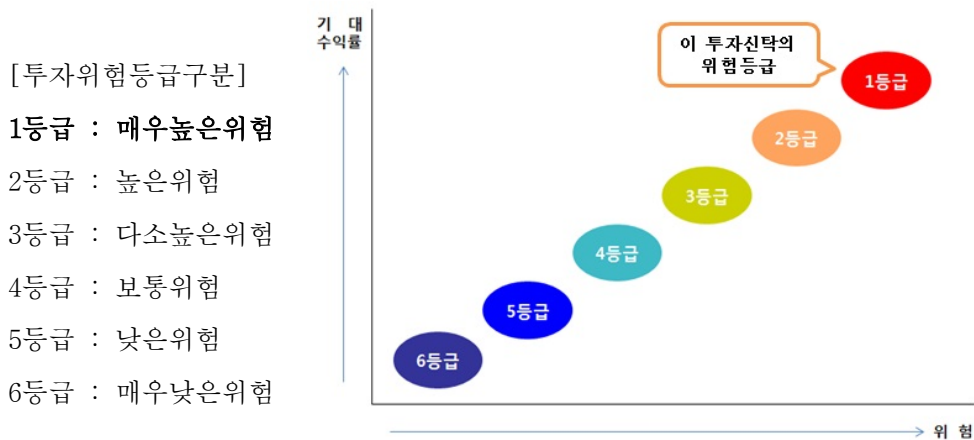 [투자위험등급구분]
1등급 : 매우높은위험
2등급 : 높은위험
3등급 : 다소높은위험
4등급 : 보통위험
5등급 : 낮은위험
6등급 : 매우낮은위험
기 대
수익률
이 투자신탁의
위험등급
1등급
2등급
3등급
4등급
5등급
6등급
위 험